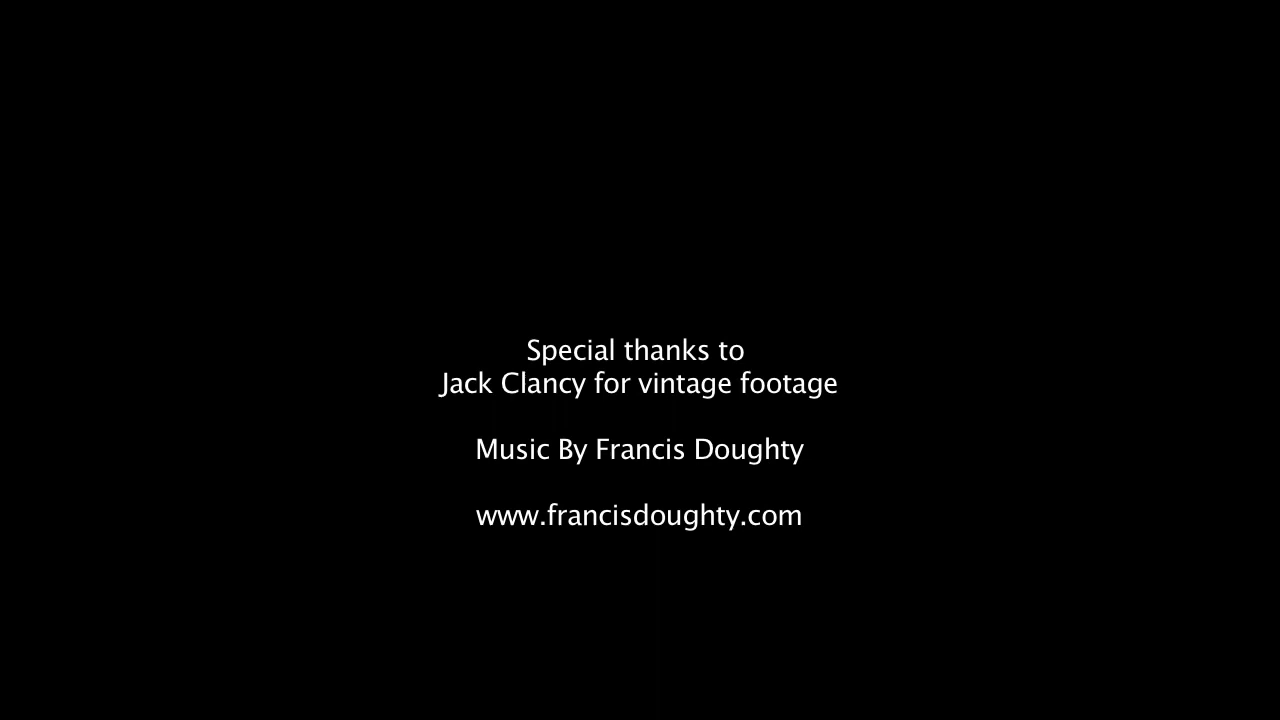 Special thanks to
Jack Clancy for vintage footage
Music By Francis Doughty
www.francisdoughty.com